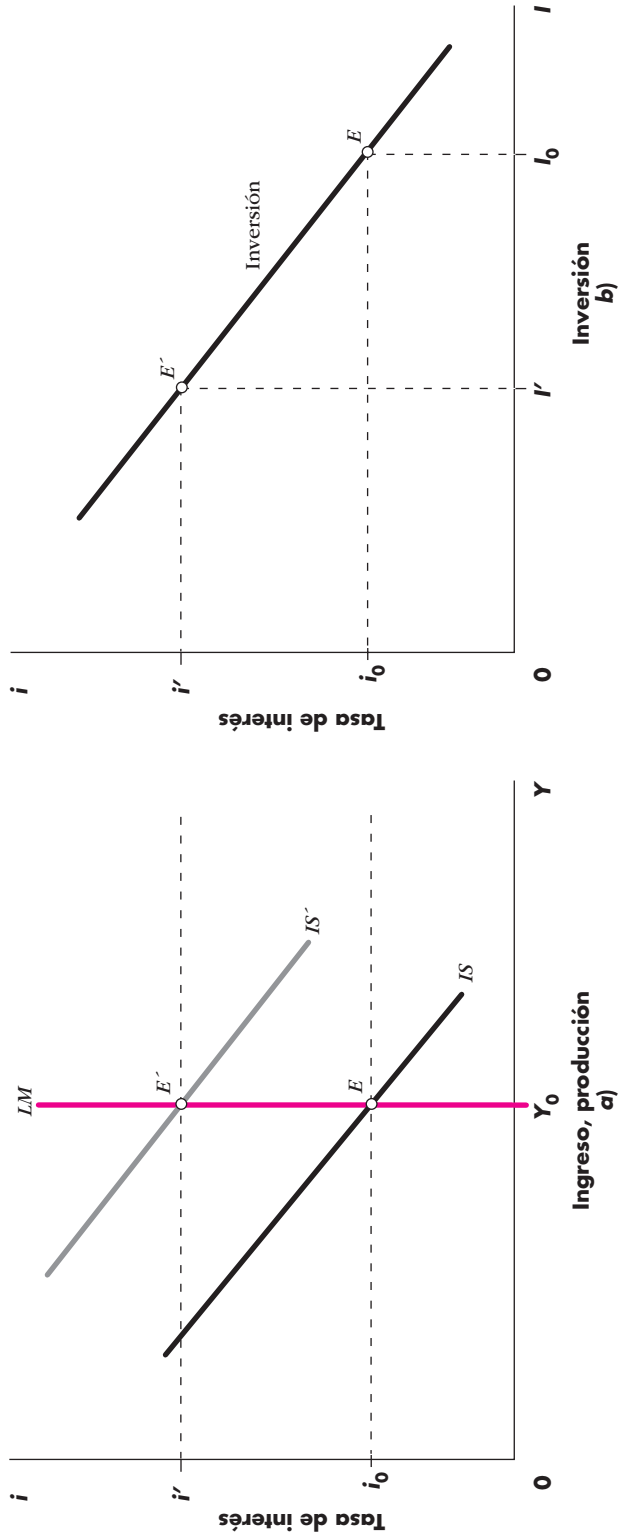 i
LM
E´
i′
IS´
E
i₀
IS
Tasa de interés
0
Y₀
Y
Ingreso, producción
a)
i
E´
i′
Inversión
E
i₀
Tasa de interés
0
I′
I₀
I
Inversión
b)